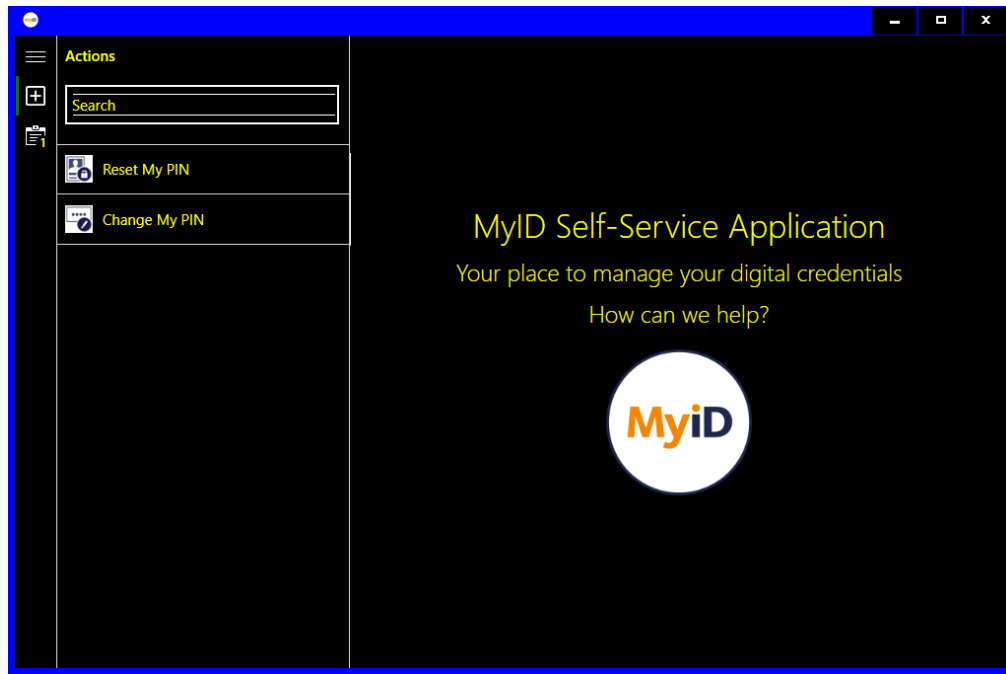 Actions
Search
1
Reset My PIN
Change My PIN
MyID Self-Service Application
Your place to manage your digital credentials
How can we help?
MyiD